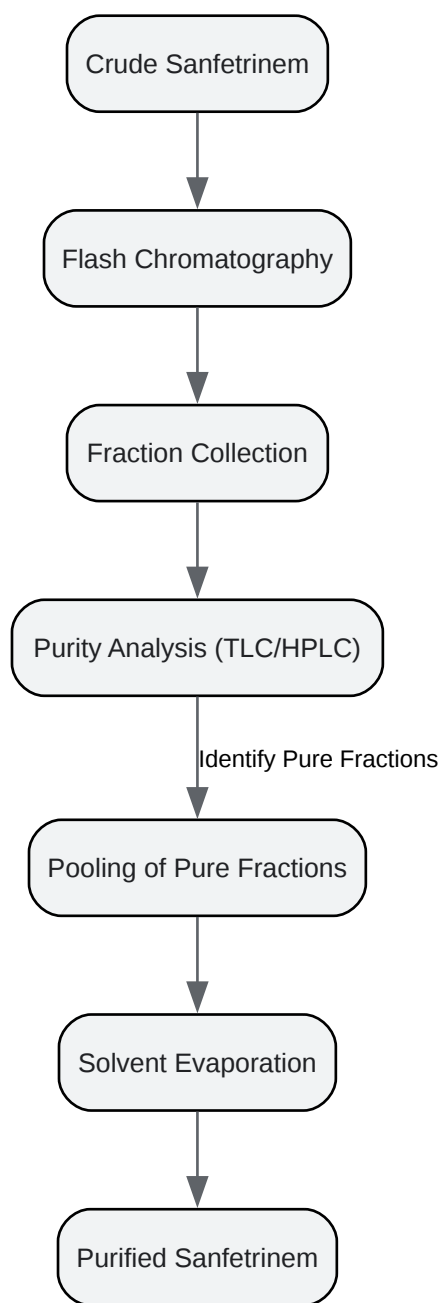 Crude Sanfetrinem
Flash Chromatography
Fraction Collection
Purity Analysis (TLC/HPLC)
Identify Pure Fractions
Pooling of Pure Fractions
Solvent Evaporation
Purified Sanfetrinem